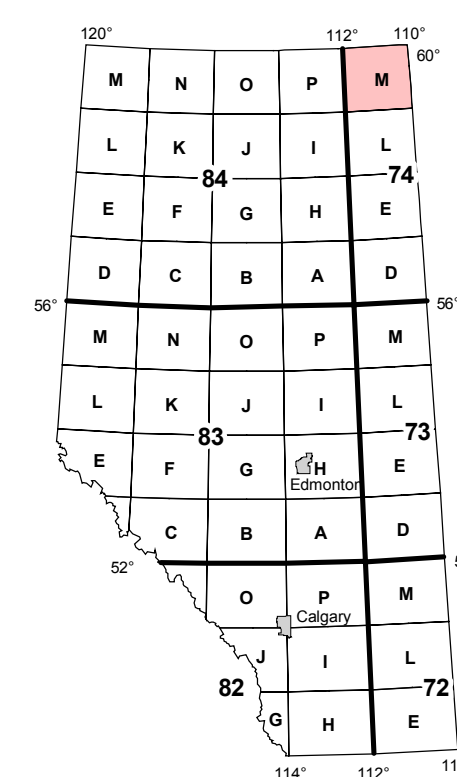 120° 112° 110°
60°
M N O P M
L K J I L
84 74
E F G H E
D C B A D
56° 56°
M N O P M
L K J I L
83 73
E F G H E
Edmonton
C B A D
52°
O P M
Calgary
J I L
82 72
G H E
114° 112°